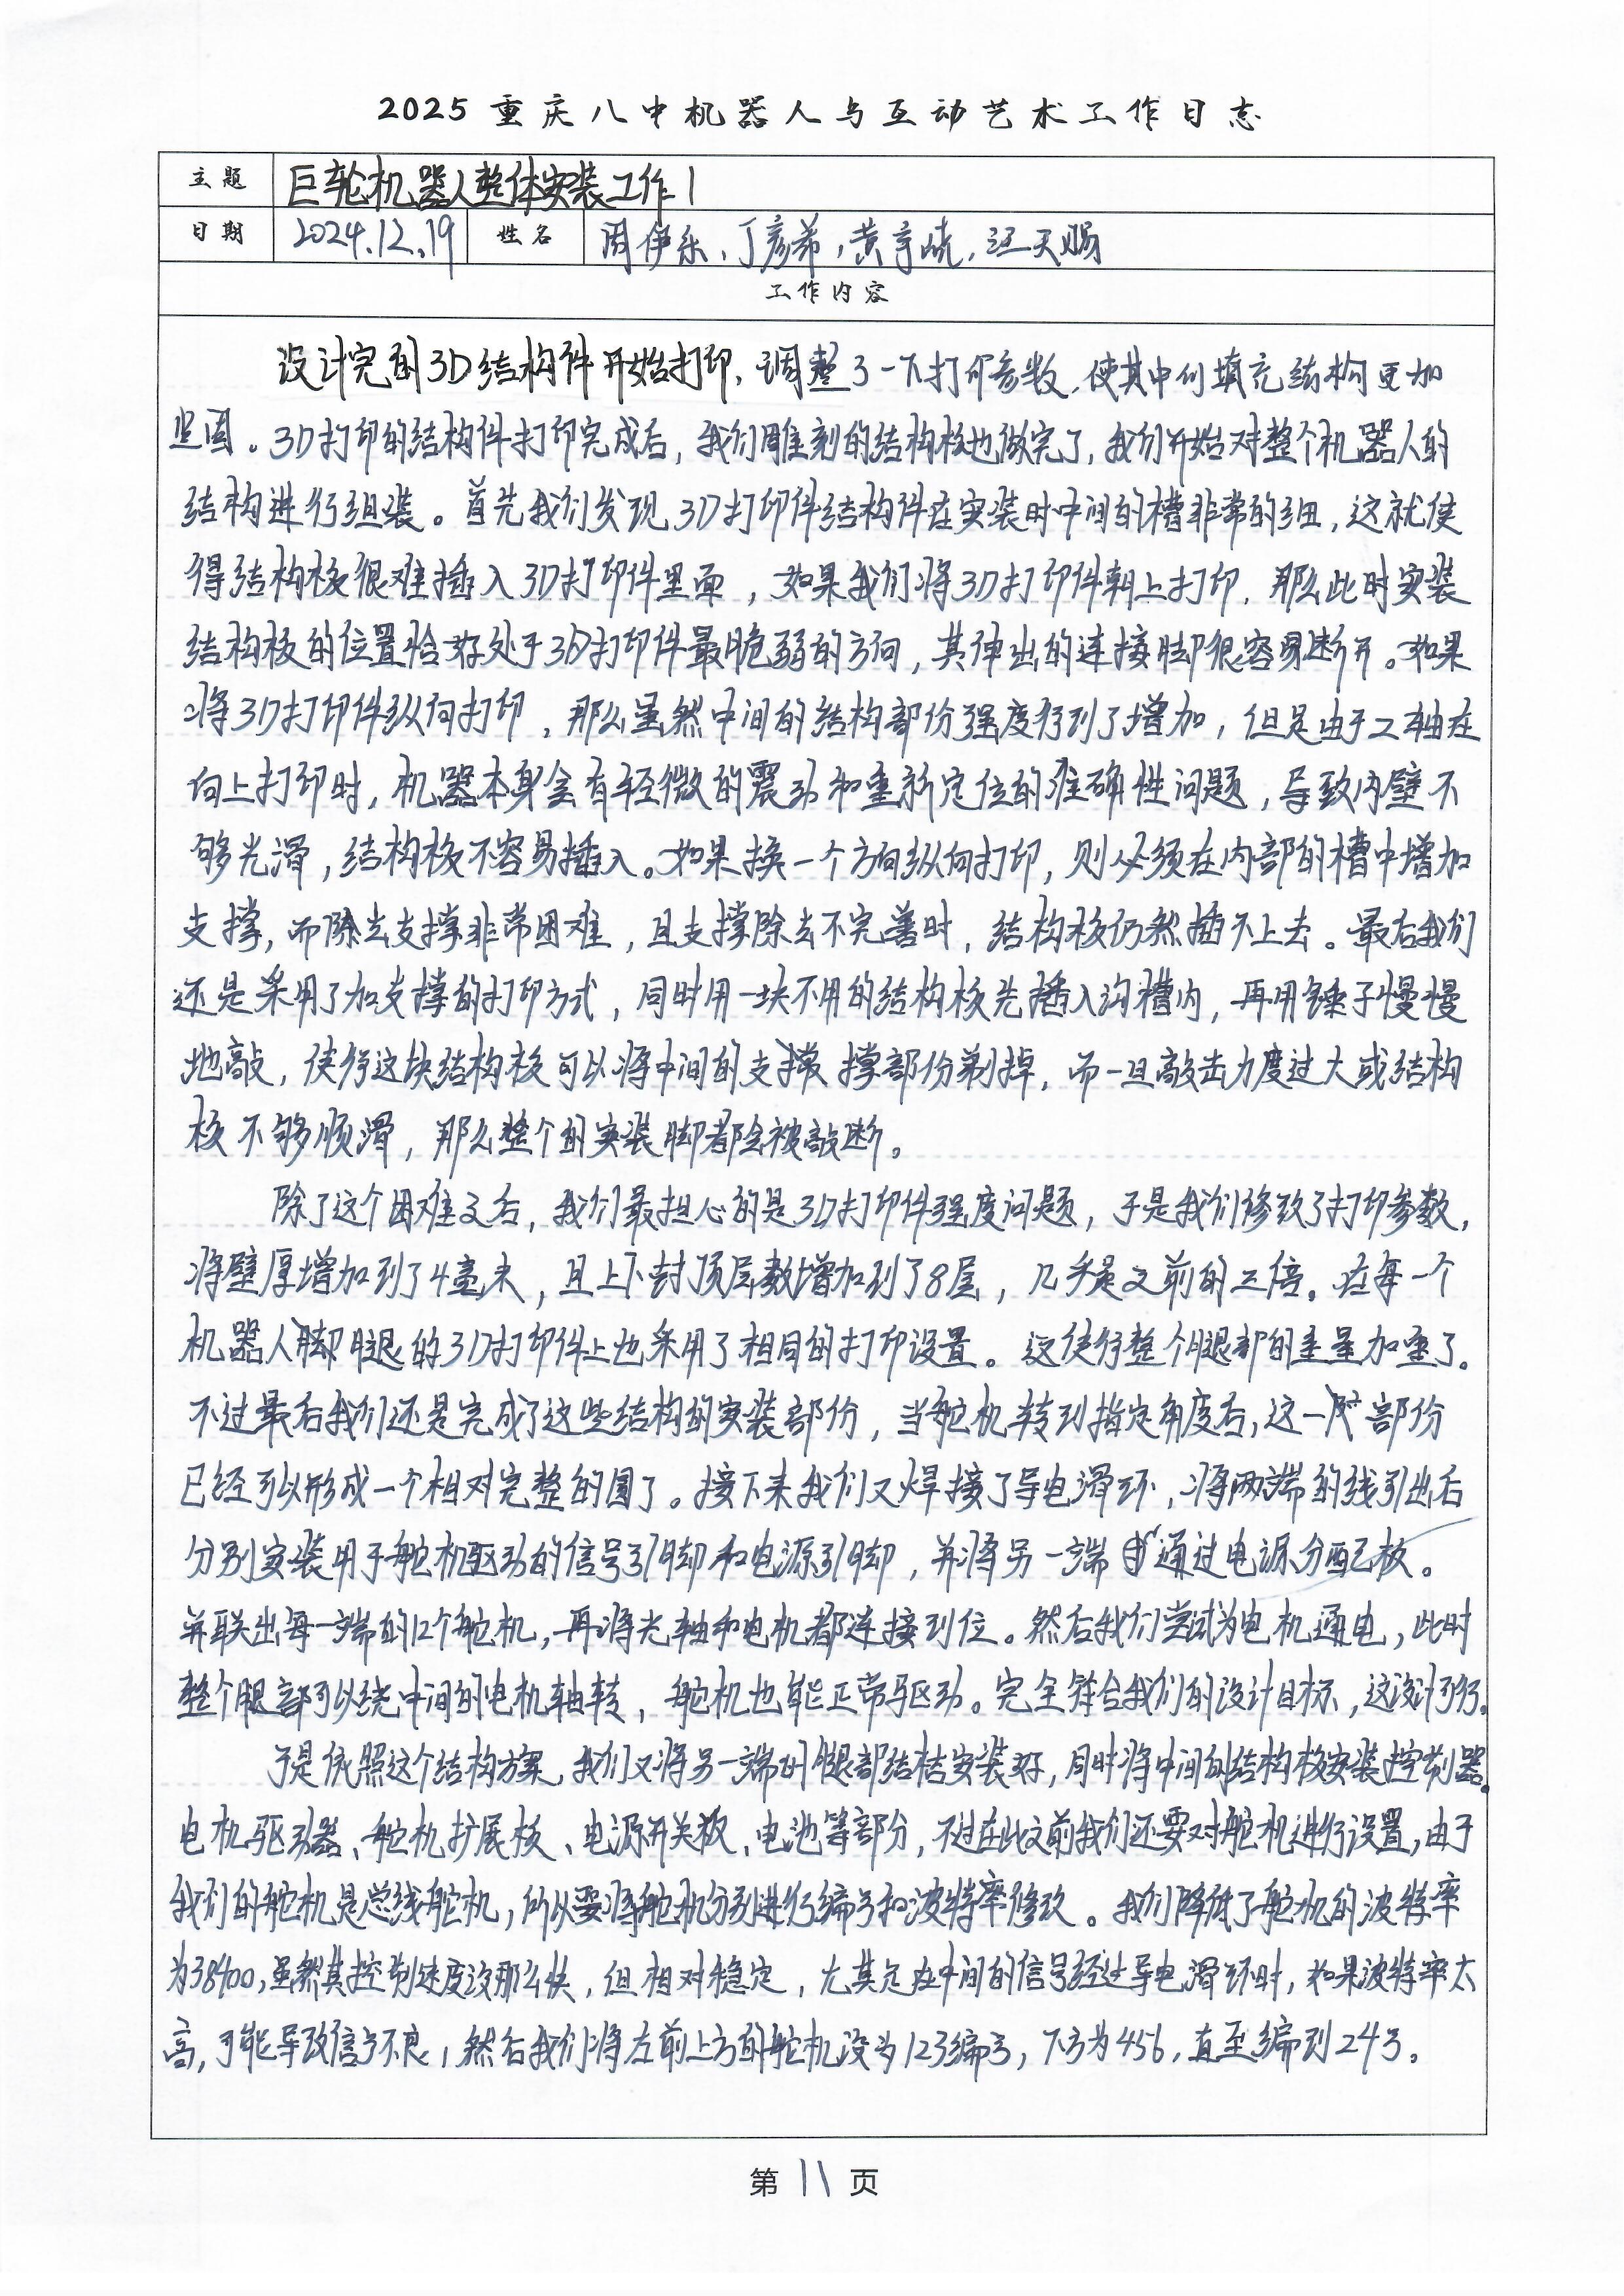 2025重庆八中机器人与互动艺术工作日志
主题 巨轮机器人整体安装工作1
日期 2024.12.19 姓名 周伊乐、丁彦希,黄宇皓,汪天赐
工作内容
设计完的3D结构件开始打印,调整了一下打印参数,使其中的填充结构更加
坚固。3D打印的结构件打印完成后,我们雕刻的结构板也做完了,我们开始对整个机器人的
结构进行组装。首先我们发现3D打印件结构件在安装时中间的槽非常的细,这就使
得结构板很难插入3D打印件里面,如果我们将3D打印件朝上打印,那么此时安装
结构板的位置恰好处于3D打印件最脆弱的方向,其伸出的连接脚很容易断开。如果
将3D打印件纵向打印,那么虽然中间的结构部份强度得到了增加,但是由于Z轴在
向上打印时,机器本身会有轻微的震动和重新定位的准确性问题,导致内壁不
够光滑,结构板不容易插入。如果换一个方向纵向打印,则必须在内部的槽中增加
支撑,而除去支撑非常困难,且支撑除去不完善时,结构板仍然插不上去。最后我们
还是采用了加支撑的打印方式,同时用一块不用的结构板先插入沟槽内,再用锤子慢慢
地敲,使得这块结构板可以将中间的支撑 撑部份剃掉,而一旦敲击力度过大或结构
板不够顺滑,那么整个的安装脚都会被敲断。
除了这个困难之后,我们最担心的是3D打印件强度问题,于是我们修改了打印参数,
将壁厚增加到了4毫米,且上下封顶层数增加到了8层,几乎是之前的三倍。在每一个
机器人脚腿的3D打印件上也采用了相同的打印设置。这使得整个腿部的重量加重了。
不过最后我们还是完成了这些结构的安装部份,当舵机转到指定角度后,这一部份
已经可以形成一个相对完整的圆了。接下来我们又焊接了导电滑环,将两端的线引出后
分别安装用于舵机驱动的信号引脚和电源引脚,并将另一端通过电源分配板。
并联出每一端的12个舵机,再将光轴和电机都连接到位。然后我们尝试为电机通电,此时
整个腿部可以绕中间的电机轴转,舵机也能正常驱动。完全符合我们的设计目标,这设计可行。
于是依照这个结构方案,我们又将另一端的腿部结桔安装好,同时将中间的结构板安装控制器。
电机驱动器、舵机扩展板、电源开关板、电池等部分,不过在此之前我们还要对舵机进行设置,由于
我们的舵机是总线舵机,所以要将舵机分别进行编号和波特率修改。我们降低了舵机的波特率
为38400,虽然其控制速度没那么快,但相对稳定,尤其是在中间的信号经过导电滑环时,如果波特率太
高,可能导致信号不良,然后我们将左前上方的舵机设为123编号,下方为456,直至编到24号。
第11页